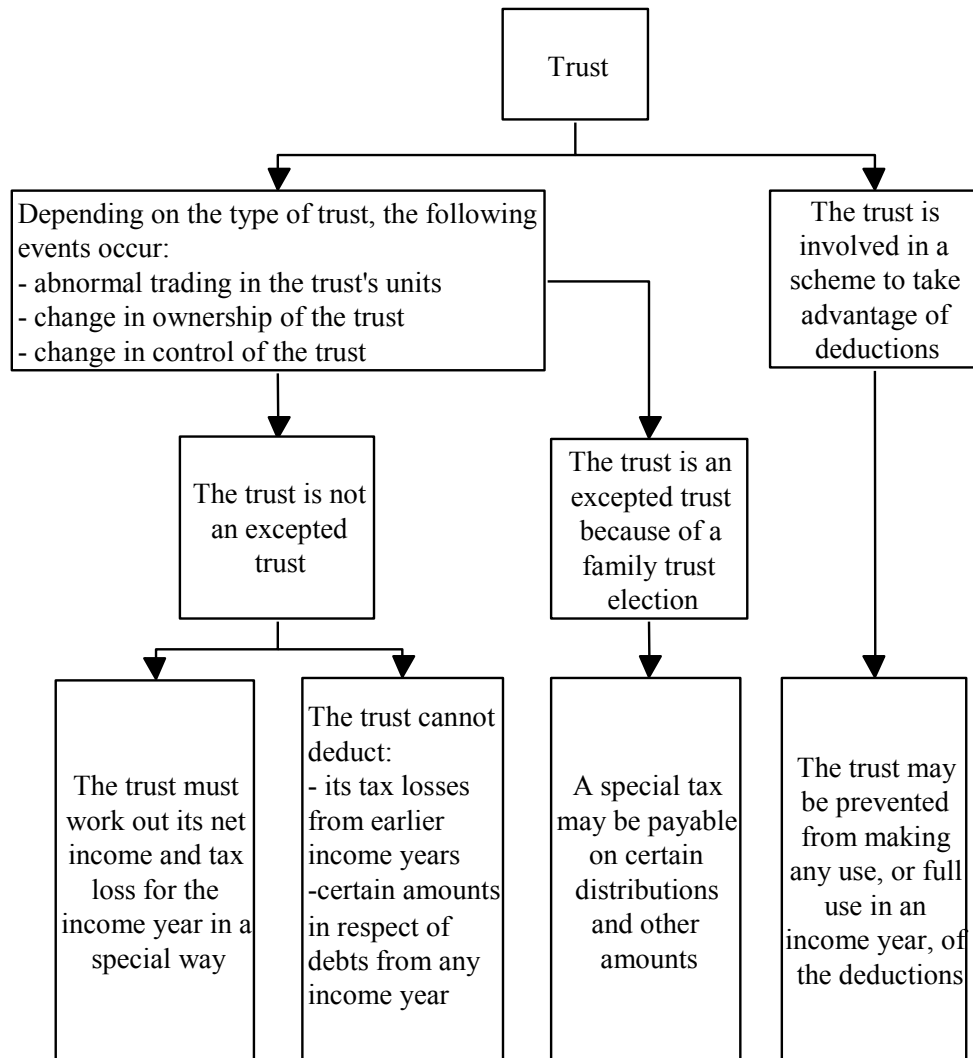 Trust
Depending on the type of trust, the following
events occur:
- abnormal trading in the trust's units
- change in ownership of the trust
- change in control of the trust
The trust is
involved in a
scheme to take
advantage of
deductions
The trust is not
an excepted
trust
The trust is an
excepted trust
because of a
family trust
election
The trust must
work out its net
income and tax
loss for the
income year in a
special way
The trust cannot
deduct:
- its tax losses
from earlier
income years
-certain amounts
in respect of
debts from any
income year
A special tax
may be payable
on certain
distributions
and other
amounts
The trust may
be prevented
from making
any use, or full
use in an
income year, of
the deductions